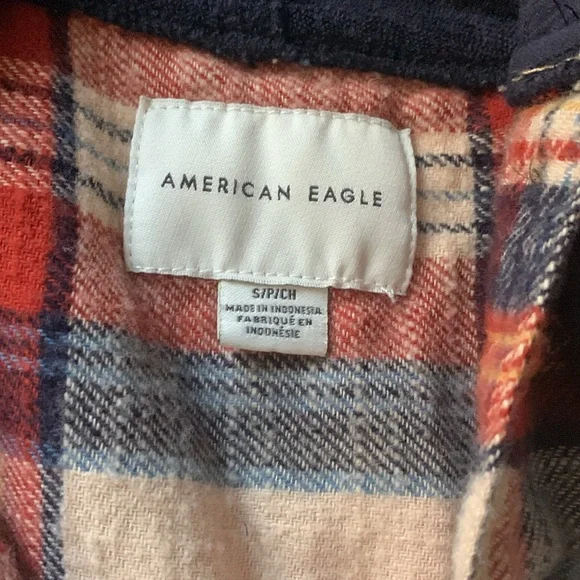 AMERICAN EAGLE
S/P/CH
MADE IN INDONESIA
FABRIQUÉ EN
INDONÉSIE